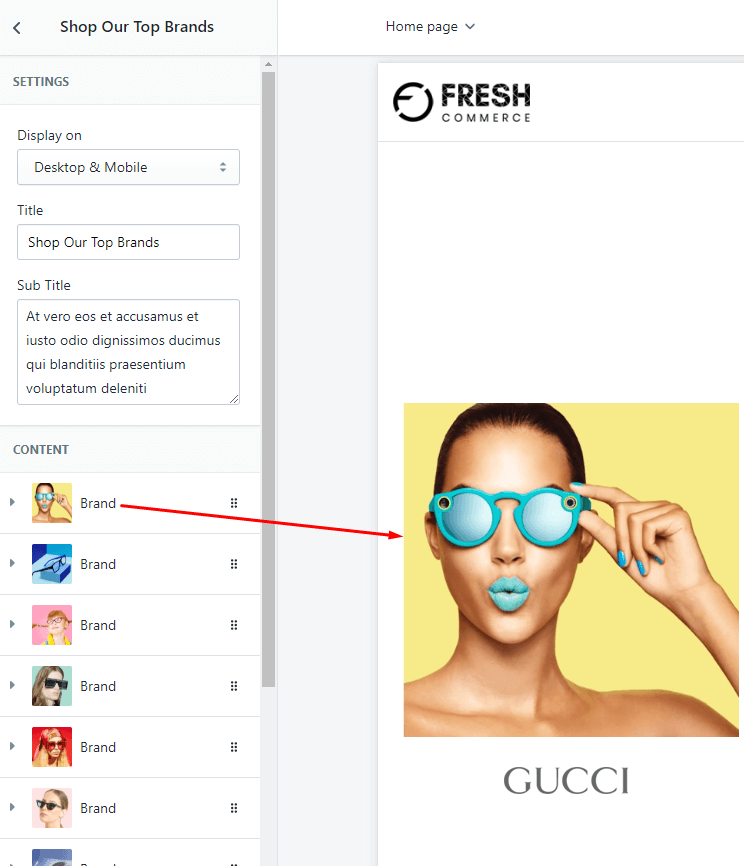 Shop Our Top Brands
Home page
SETTINGS
Display on
Desktop & Mobile
Title
Shop Our Top Brands
Sub Title
At vero eos et accusamus et
iusto odio dignissimos ducimus
qui blanditiis praesentium
voluptatum deleniti
CONTENT
Brand
Brand
Brand
Brand
Brand
Brand
Brand
FRESH
COMMERCE
GUCCI